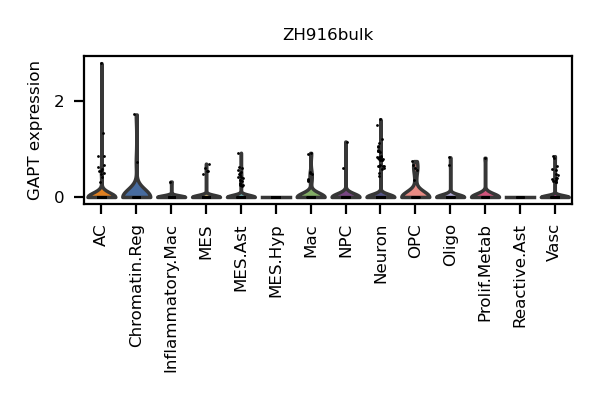 ZH916bulk
GAPT expression
2
0
AC
Chromatin.Reg
Inflammatory.Mac
MES
MES.Ast
MES.Hyp
Mac
NPC
Neuron
OPC
Oligo
Prolif.Metab
Reactive.Ast
Vasc